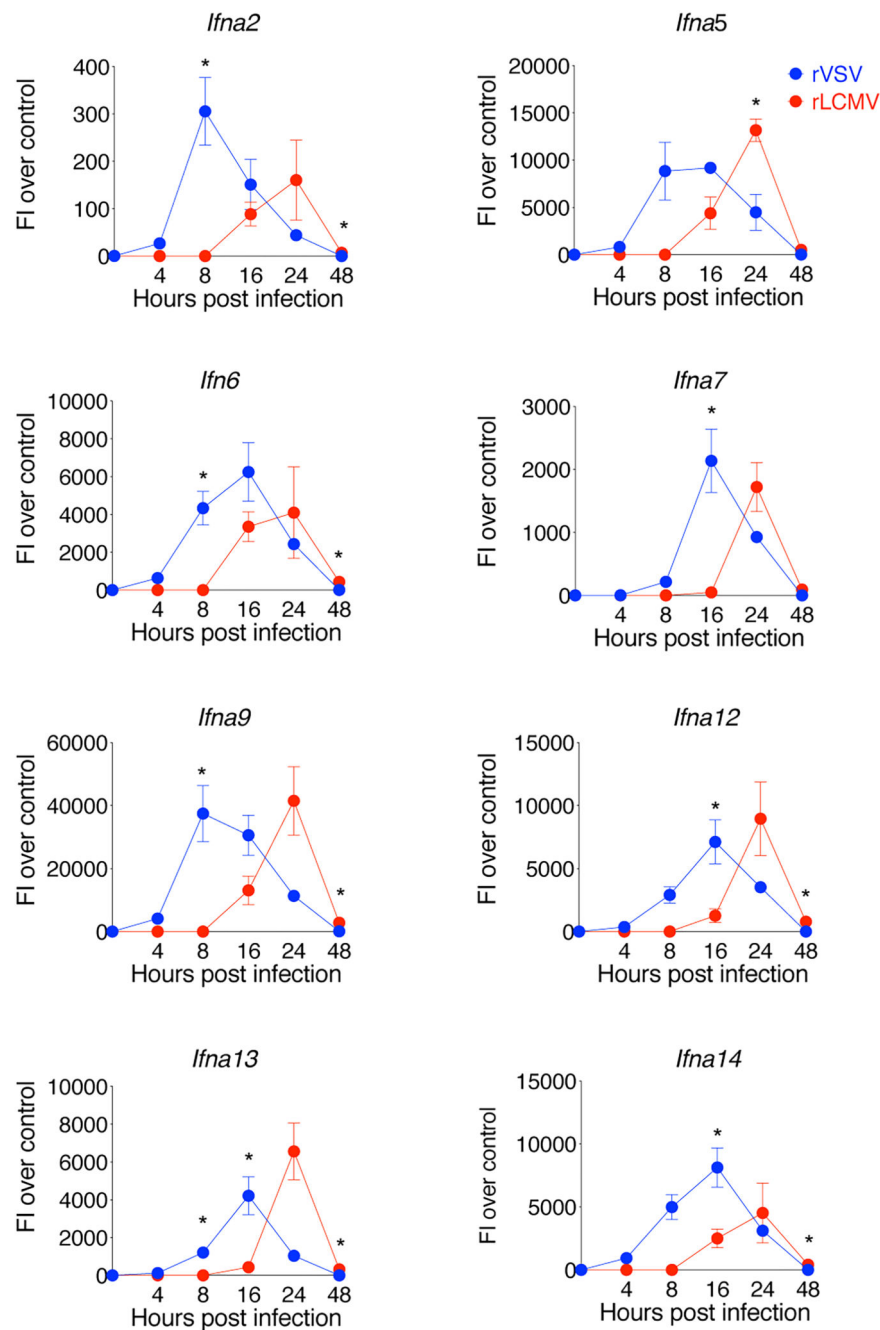 Ifna2
FI over control
400
300
200
100
0
*
*
4 8 16 24 48
Hours post infection
Ifna5
FI over control
20000
15000
10000
5000
0
*
4 8 16 24 48
Hours post infection
rVSV
rLCMV
Ifn6
FI over control
10000
8000
6000
4000
2000
0
*
*
4 8 16 24 48
Hours post infection
Ifna7
FI over control
3000
2000
1000
0
*
4 8 16 24 48
Hours post infection
Ifna9
FI over control
60000
40000
20000
0
*
*
4 8 16 24 48
Hours post infection
Ifna12
FI over control
15000
10000
5000
0
*
*
4 8 16 24 48
Hours post infection
Ifna13
FI over control
10000
8000
6000
4000
2000
0
*
*
*
4 8 16 24 48
Hours post infection
Ifna14
FI over control
15000
10000
5000
0
*
*
4 8 16 24 48
Hours post infection